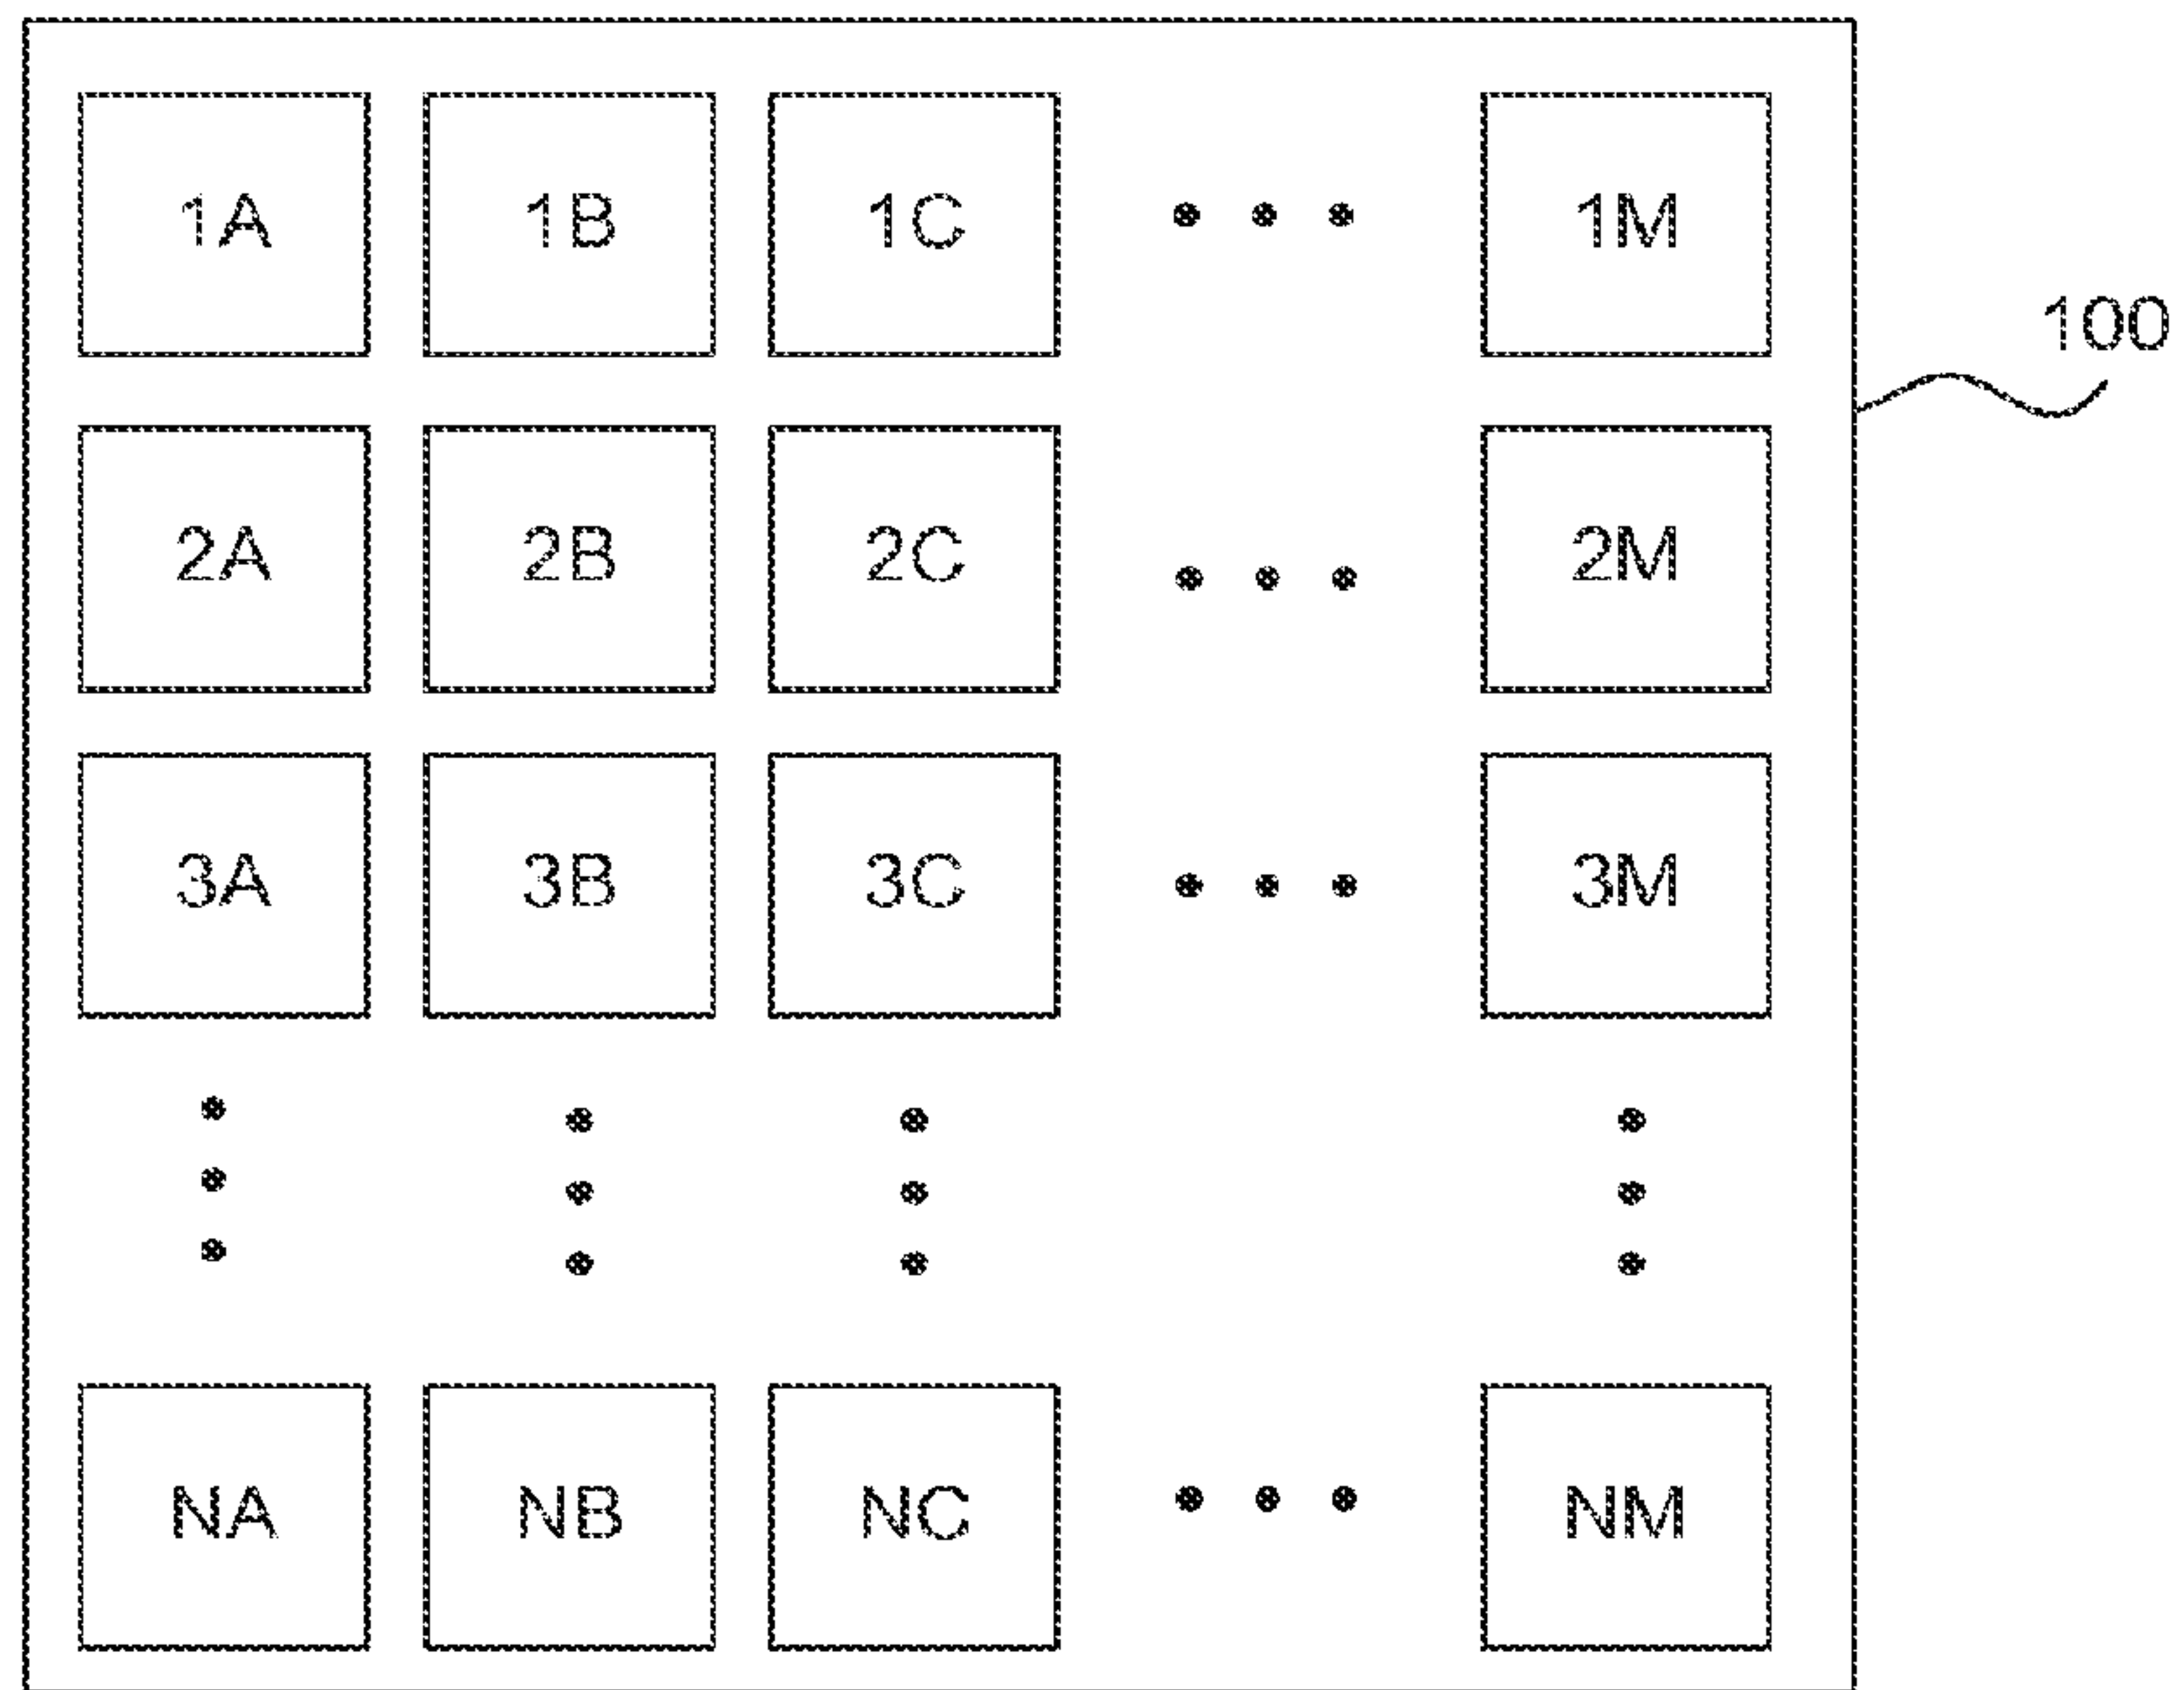 1A 1B 1C • • • 1M
100
2A 2B 2C • • • 2M
3A 3B 3C • • • 3M
NA NB NC • • • NM